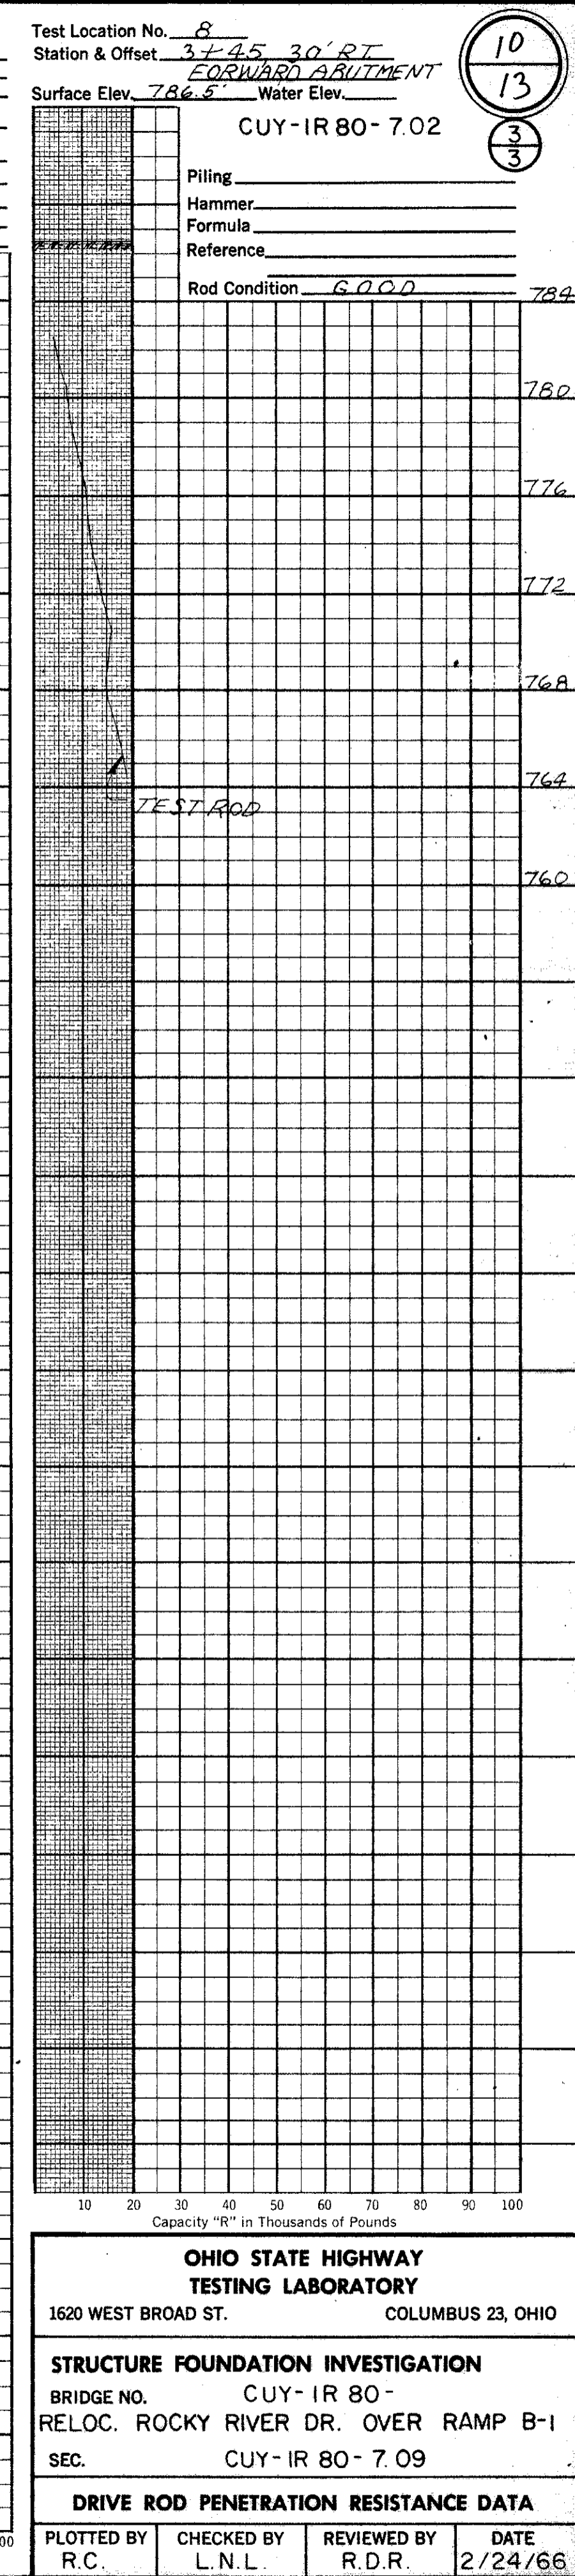 Test Location No. 8
Station & Offset 3+45 30' RT
FORWARD ABUTMENT
Surface Elev. 786.5' Water Elev.
10
13
CUY-IR 80-7.02
3
3
Piling
Hammer
Formula
Reference
Rod Condition GOOD
784
780
776
772
768
764
TEST ROD
760
10 20 30 40 50 60 70 80 90 100
Capacity "R" in Thousands of Pounds
OHIO STATE HIGHWAY
TESTING LABORATORY
1620 WEST BROAD ST. COLUMBUS 23, OHIO
STRUCTURE FOUNDATION INVESTIGATION
BRIDGE NO. CUY-IR 80-
RELOC. ROCKY RIVER DR. OVER RAMP B-1
SEC. CUY-IR 80-7.09
DRIVE ROD PENETRATION RESISTANCE DATA
00
PLOTTED BY CHECKED BY REVIEWED BY DATE
R.C. L.N.L. R.D.R. 2/24/66